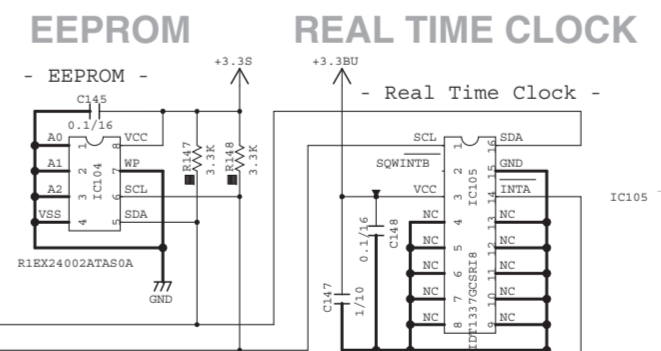 EEPROM
REAL TIME CLOCK
- EEPROM -
+3.3S
+3.3BU
- Real Time Clock -
C145
0.1/16
A0 1 8 VCC
A1 2 7 WP
A2 3 6 SCL
VSS 4 5 SDA
IC104
R1EX24002ATAS0A
R147
3.3K
R148
3.3K
GND
SCL 1 16 SDA
SQWINTB 2 15 GND
VCC 3 14 INTA
NC 4 13 NC
NC 5 12 NC
NC 6 11 NC
NC 7 10 NC
NC 8 9 NC
IC105
IDT1337GCSRI8
0.1/16
C148
C147
1/10
IC105